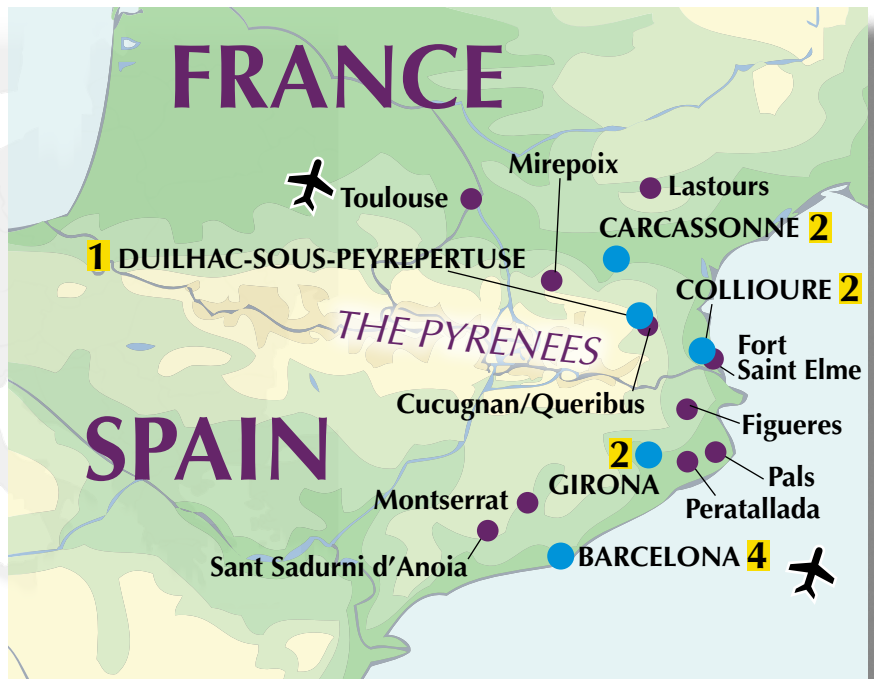 FRANCE
Mirepoix
Toulouse
Lastours
CARCASSONNE 2
1 DUILHAC-SOUS-PEYREPERTUSE
COLLIOURE 2
THE PYRENEES
Fort
Saint Elme
Cucugnan/Queribus
SPAIN
Figueres
2
GIRONA
Pals
Montserrat
Peratallada
Sant Sadurni d'Anoia
BARCELONA 4